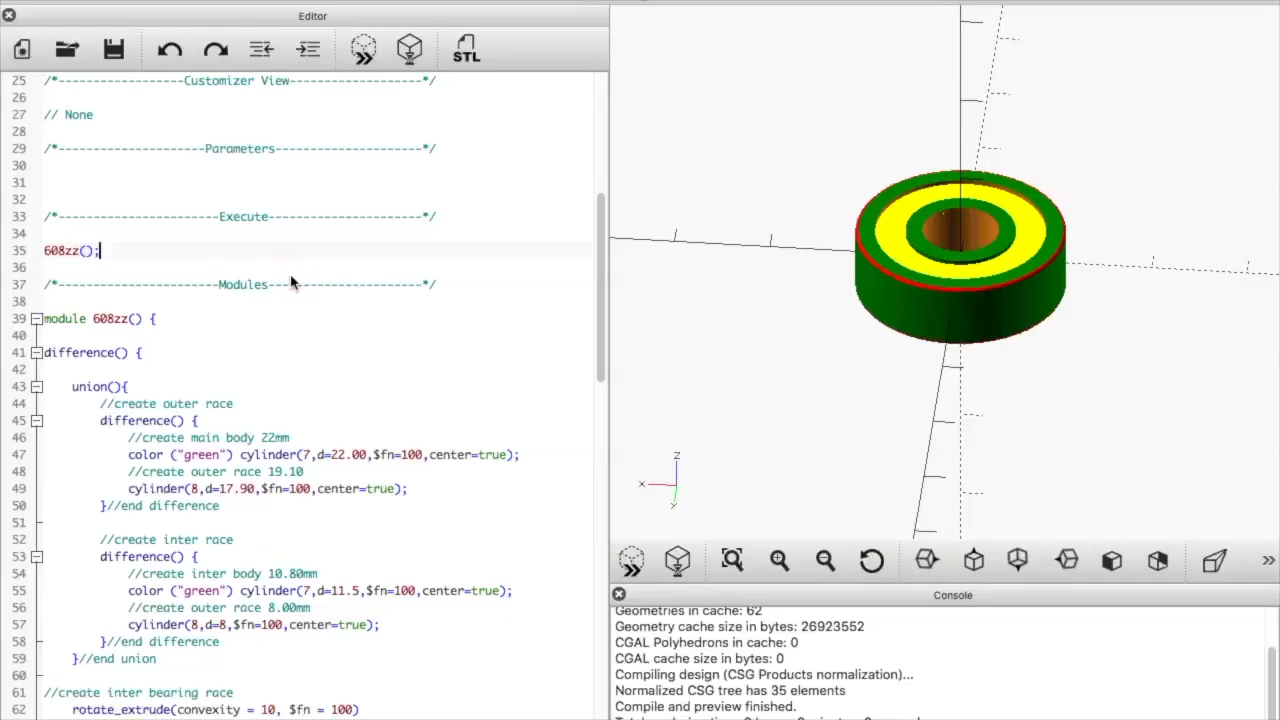 Editor
STL
25 /*------------------Customizer View-------------------*/
26
27 // None
28
29 /*---------------------Parameters---------------------*/
30
31
32
33 /*-----------------------Execute----------------------*/
34
35 608zz();
36
37 /*-----------------------Modules----------------------*/
38
39 module 608zz() {
40
41 difference() {
42
43 union(){
44 //create outer race
45 difference() {
46 //create main body 22mm
47 color ("green") cylinder(7,d=22.00,$fn=100,center=true);
48 //create outer race 19.10
49 cylinder(8,d=17.90,$fn=100,center=true);
50 }//end difference
51
52 //create inter race
53 difference() {
54 //create inter body 10.80mm
55 color ("green") cylinder(7,d=11.5,$fn=100,center=true);
56 //create outer race 8.00mm
57 cylinder(8,d=8,$fn=100,center=true);
58 }//end difference
59 }//end union
60
61 //create inter bearing race
62 rotate_extrude(convexity = 10, $fn = 100)
Z
X
Y
Console
Geometries in cache: 62
Geometry cache size in bytes: 26923552
CGAL Polyhedrons in cache: 0
CGAL cache size in bytes: 0
Compiling design (CSG Products normalization)...
Normalized CSG tree has 35 elements
Compile and preview finished.